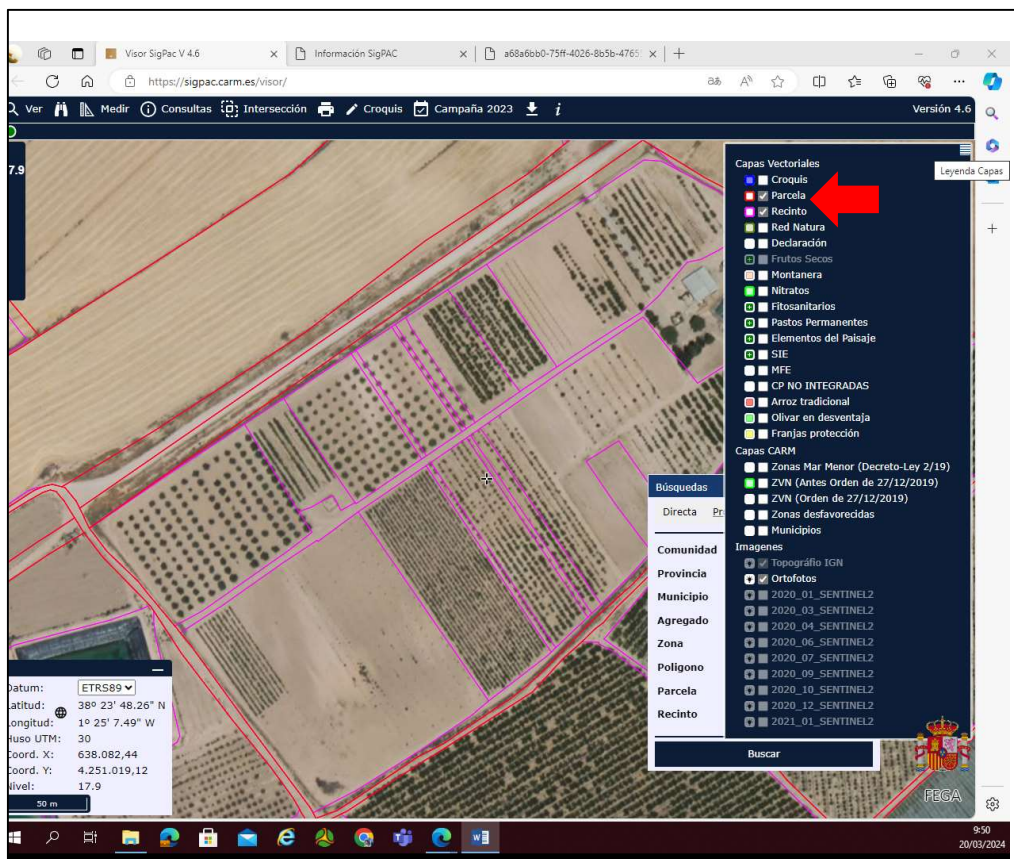 Visor SigPac V 4.6
Información SigPAC
a68a6bb0-75ff-4026-8b5b-4765
https://sigpac.carm.es/visor/
Ver Medir Consultas Intersección Croquis Campaña 2023 i Versión 4.6
7.9
Leyenda Capas
Capas Vectoriales
Croquis
Parcela
Recinto
Red Natura
Declaración
Frutos Secos
Montanera
Nitratos
Fitosanitarios
Pastos Permanentes
Elementos del Paisaje
SIE
MFE
CP NO INTEGRADAS
Arroz tradicional
Olivar en desventaja
Franjas protección
Capas CARM
Zonas Mar Menor (Decreto-Ley 2/19)
ZVN (Antes Orden de 27/12/2019)
ZVN (Orden de 27/12/2019)
Zonas desfavorecidas
Municipios
Imagenes
Topográfio IGN
Ortofotos
2020_01_SENTINEL2
2020_03_SENTINEL2
2020_04_SENTINEL2
2020_06_SENTINEL2
2020_07_SENTINEL2
2020_09_SENTINEL2
2020_10_SENTINEL2
2020_12_SENTINEL2
2021_01_SENTINEL2
Búsquedas
Directa Pr
Comunidad
Provincia
Municipio
Agregado
Zona
Poligono
Parcela
Recinto
Buscar
FEGA
Datum: ETRS89
Latitud: 38º 23' 48.26" N
Longitud: 1º 25' 7.49" W
Huso UTM: 30
Coord. X: 638.082,44
Coord. Y: 4.251.019,12
Nivel: 17.9
50 m
9:50
20/03/2024